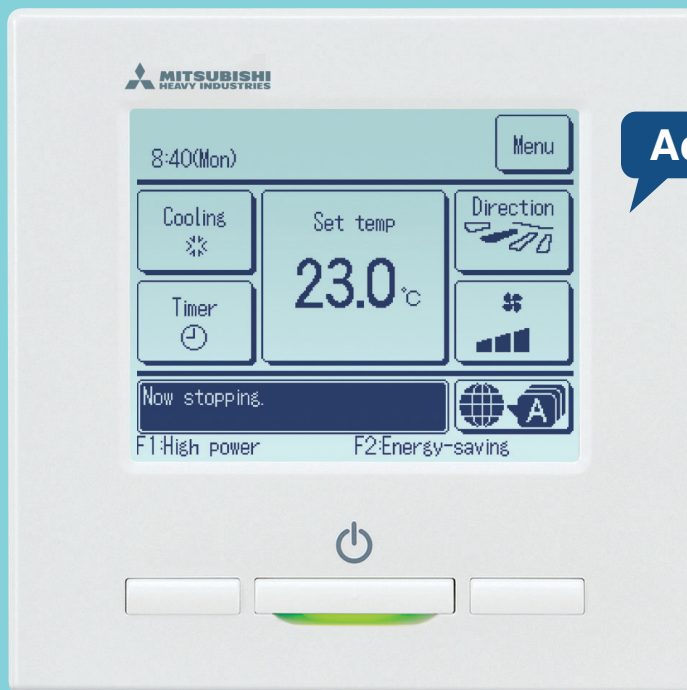 MITSUBISHI
HEAVY INDUSTRIES
8:40(Mon)
Menu
Cooling
Set temp
Direction
23.0°C
Timer
Now stopping.
A
F1:High power
F2:Energy-saving